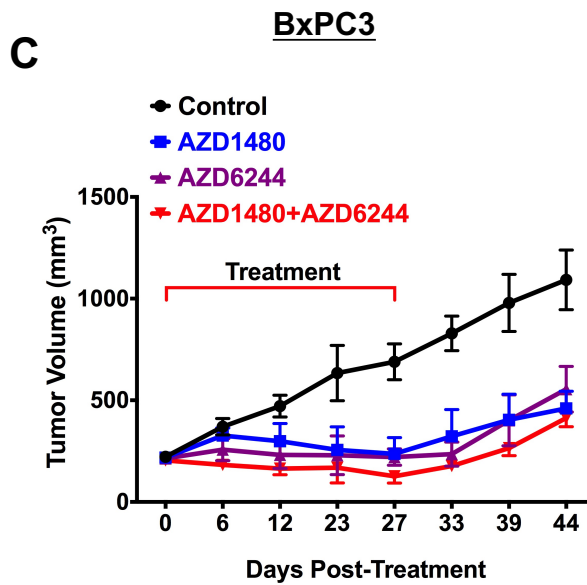 BxPC3
C
Control
AZD1480
AZD6244
AZD1480+AZD6244
Treatment
Tumor Volume (mm³)
1500
1000
500
0
0 6 12 23 27 33 39 44
Days Post-Treatment